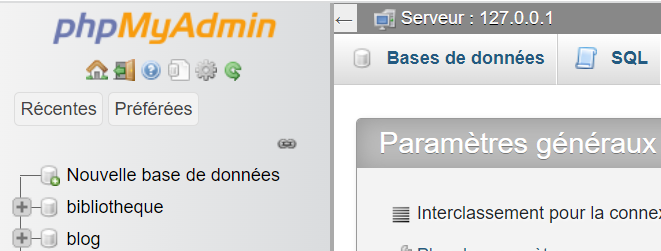 phpMyAdmin
Récentes
Préférées
Nouvelle base de données
bibliotheque
blog
Serveur : 127.0.0.1
Bases de données
SQL
Paramètres généraux
Interclassement pour la connex